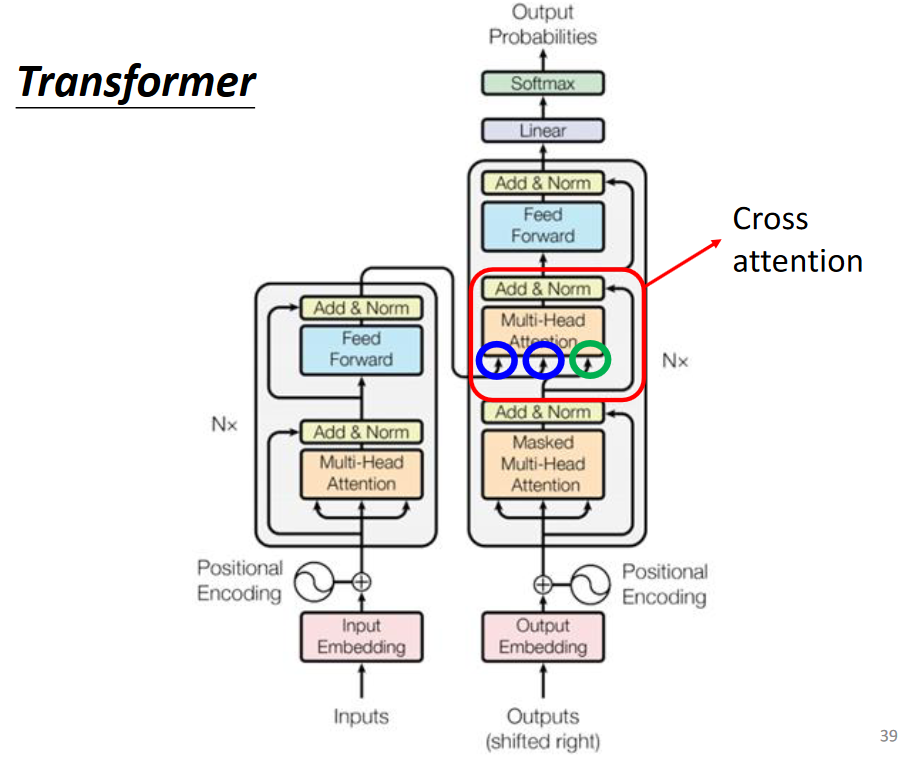 Transformer
Output
Probabilities
Softmax
Linear
Add & Norm
Feed
Forward
Cross
attention
Add & Norm
Multi-Head
Attention
N×
Add & Norm
Masked
Multi-Head
Attention
Add & Norm
Feed
Forward
N×
Add & Norm
Multi-Head
Attention
Positional
Encoding
Positional
Encoding
Input
Embedding
Output
Embedding
Inputs
Outputs
(shifted right)
39